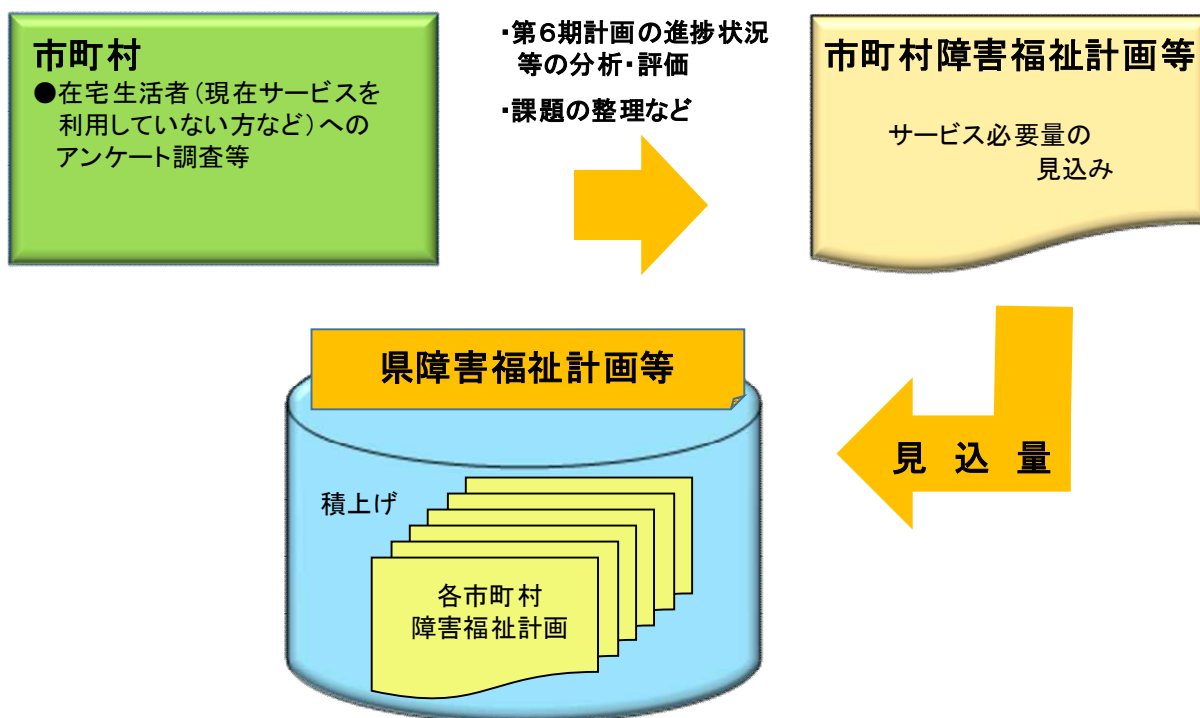 市町村
●在宅生活者(現在サービスを
利用していない方など)への
アンケート調査等
・第6期計画の進捗状況
等の分析・評価
・課題の整理など
市町村障害福祉計画等
サービス必要量の
見込み
見込量
県障害福祉計画等
積上げ
各市町村
障害福祉計画